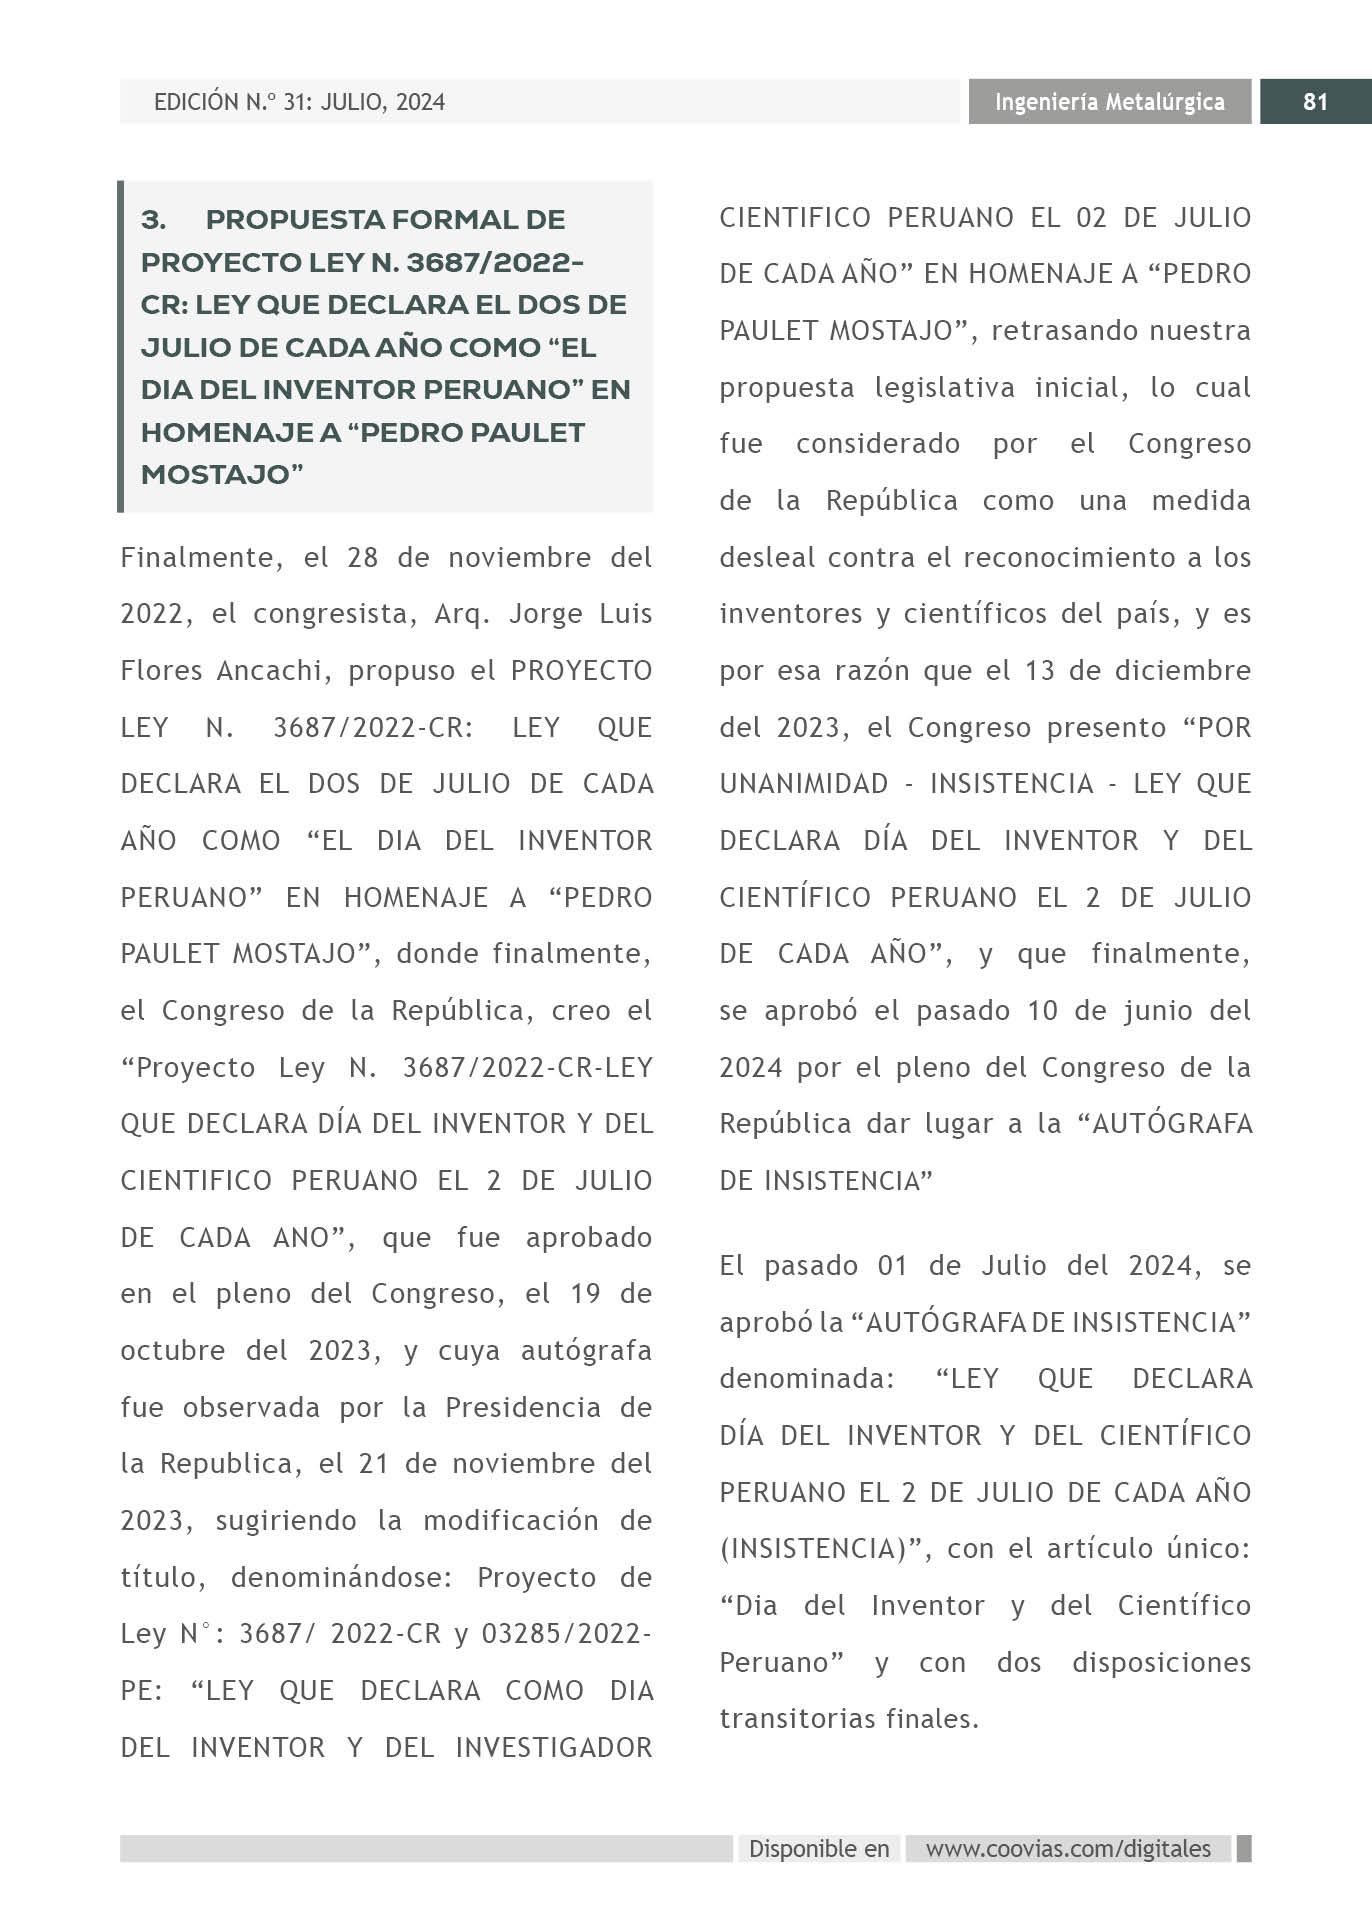 EDICIÓN N.º 31: JULIO, 2024
Ingeniería Metalúrgica
81
3. PROPUESTA FORMAL DE
PROYECTO LEY N. 3687/2022-
CR: LEY QUE DECLARA EL DOS DE
JULIO DE CADA AÑO COMO “EL
DIA DEL INVENTOR PERUANO” EN
HOMENAJE A “PEDRO PAULET
MOSTAJO”
Finalmente, el 28 de noviembre del
2022, el congresista, Arq. Jorge Luis
Flores Ancachi, propuso el PROYECTO
LEY N. 3687/2022-CR: LEY QUE
DECLARA EL DOS DE JULIO DE CADA
AÑO COMO “EL DIA DEL INVENTOR
PERUANO” EN HOMENAJE A “PEDRO
PAULET MOSTAJO”, donde finalmente,
el Congreso de la República, creo el
“Proyecto Ley N. 3687/2022-CR-LEY
QUE DECLARA DÍA DEL INVENTOR Y DEL
CIENTIFICO PERUANO EL 2 DE JULIO
DE CADA ANO”, que fue aprobado
en el pleno del Congreso, el 19 de
octubre del 2023, y cuya autógrafa
fue observada por la Presidencia de
la Republica, el 21 de noviembre del
2023, sugiriendo la modificación de
título, denominándose: Proyecto de
Ley N°: 3687/ 2022-CR y 03285/2022-
PE: “LEY QUE DECLARA COMO DIA
DEL INVENTOR Y DEL INVESTIGADOR
CIENTIFICO PERUANO EL 02 DE JULIO
DE CADA AÑO” EN HOMENAJE A “PEDRO
PAULET MOSTAJO”, retrasando nuestra
propuesta legislativa inicial, lo cual
fue considerado por el Congreso
de la República como una medida
desleal contra el reconocimiento a los
inventores y científicos del país, y es
por esa razón que el 13 de diciembre
del 2023, el Congreso presento “POR
UNANIMIDAD - INSISTENCIA - LEY QUE
DECLARA DÍA DEL INVENTOR Y DEL
CIENTÍFICO PERUANO EL 2 DE JULIO
DE CADA AÑO”, y que finalmente,
se aprobó el pasado 10 de junio del
2024 por el pleno del Congreso de la
República dar lugar a la “AUTÓGRAFA
DE INSISTENCIA”
El pasado 01 de Julio del 2024, se
aprobó la “AUTÓGRAFA DE INSISTENCIA”
denominada: “LEY QUE DECLARA
DÍA DEL INVENTOR Y DEL CIENTÍFICO
PERUANO EL 2 DE JULIO DE CADA AÑO
(INSISTENCIA)”, con el artículo único:
“Dia del Inventor y del Científico
Peruano” y con dos disposiciones
transitorias finales.
Disponible en
www.coovias.com/digitales